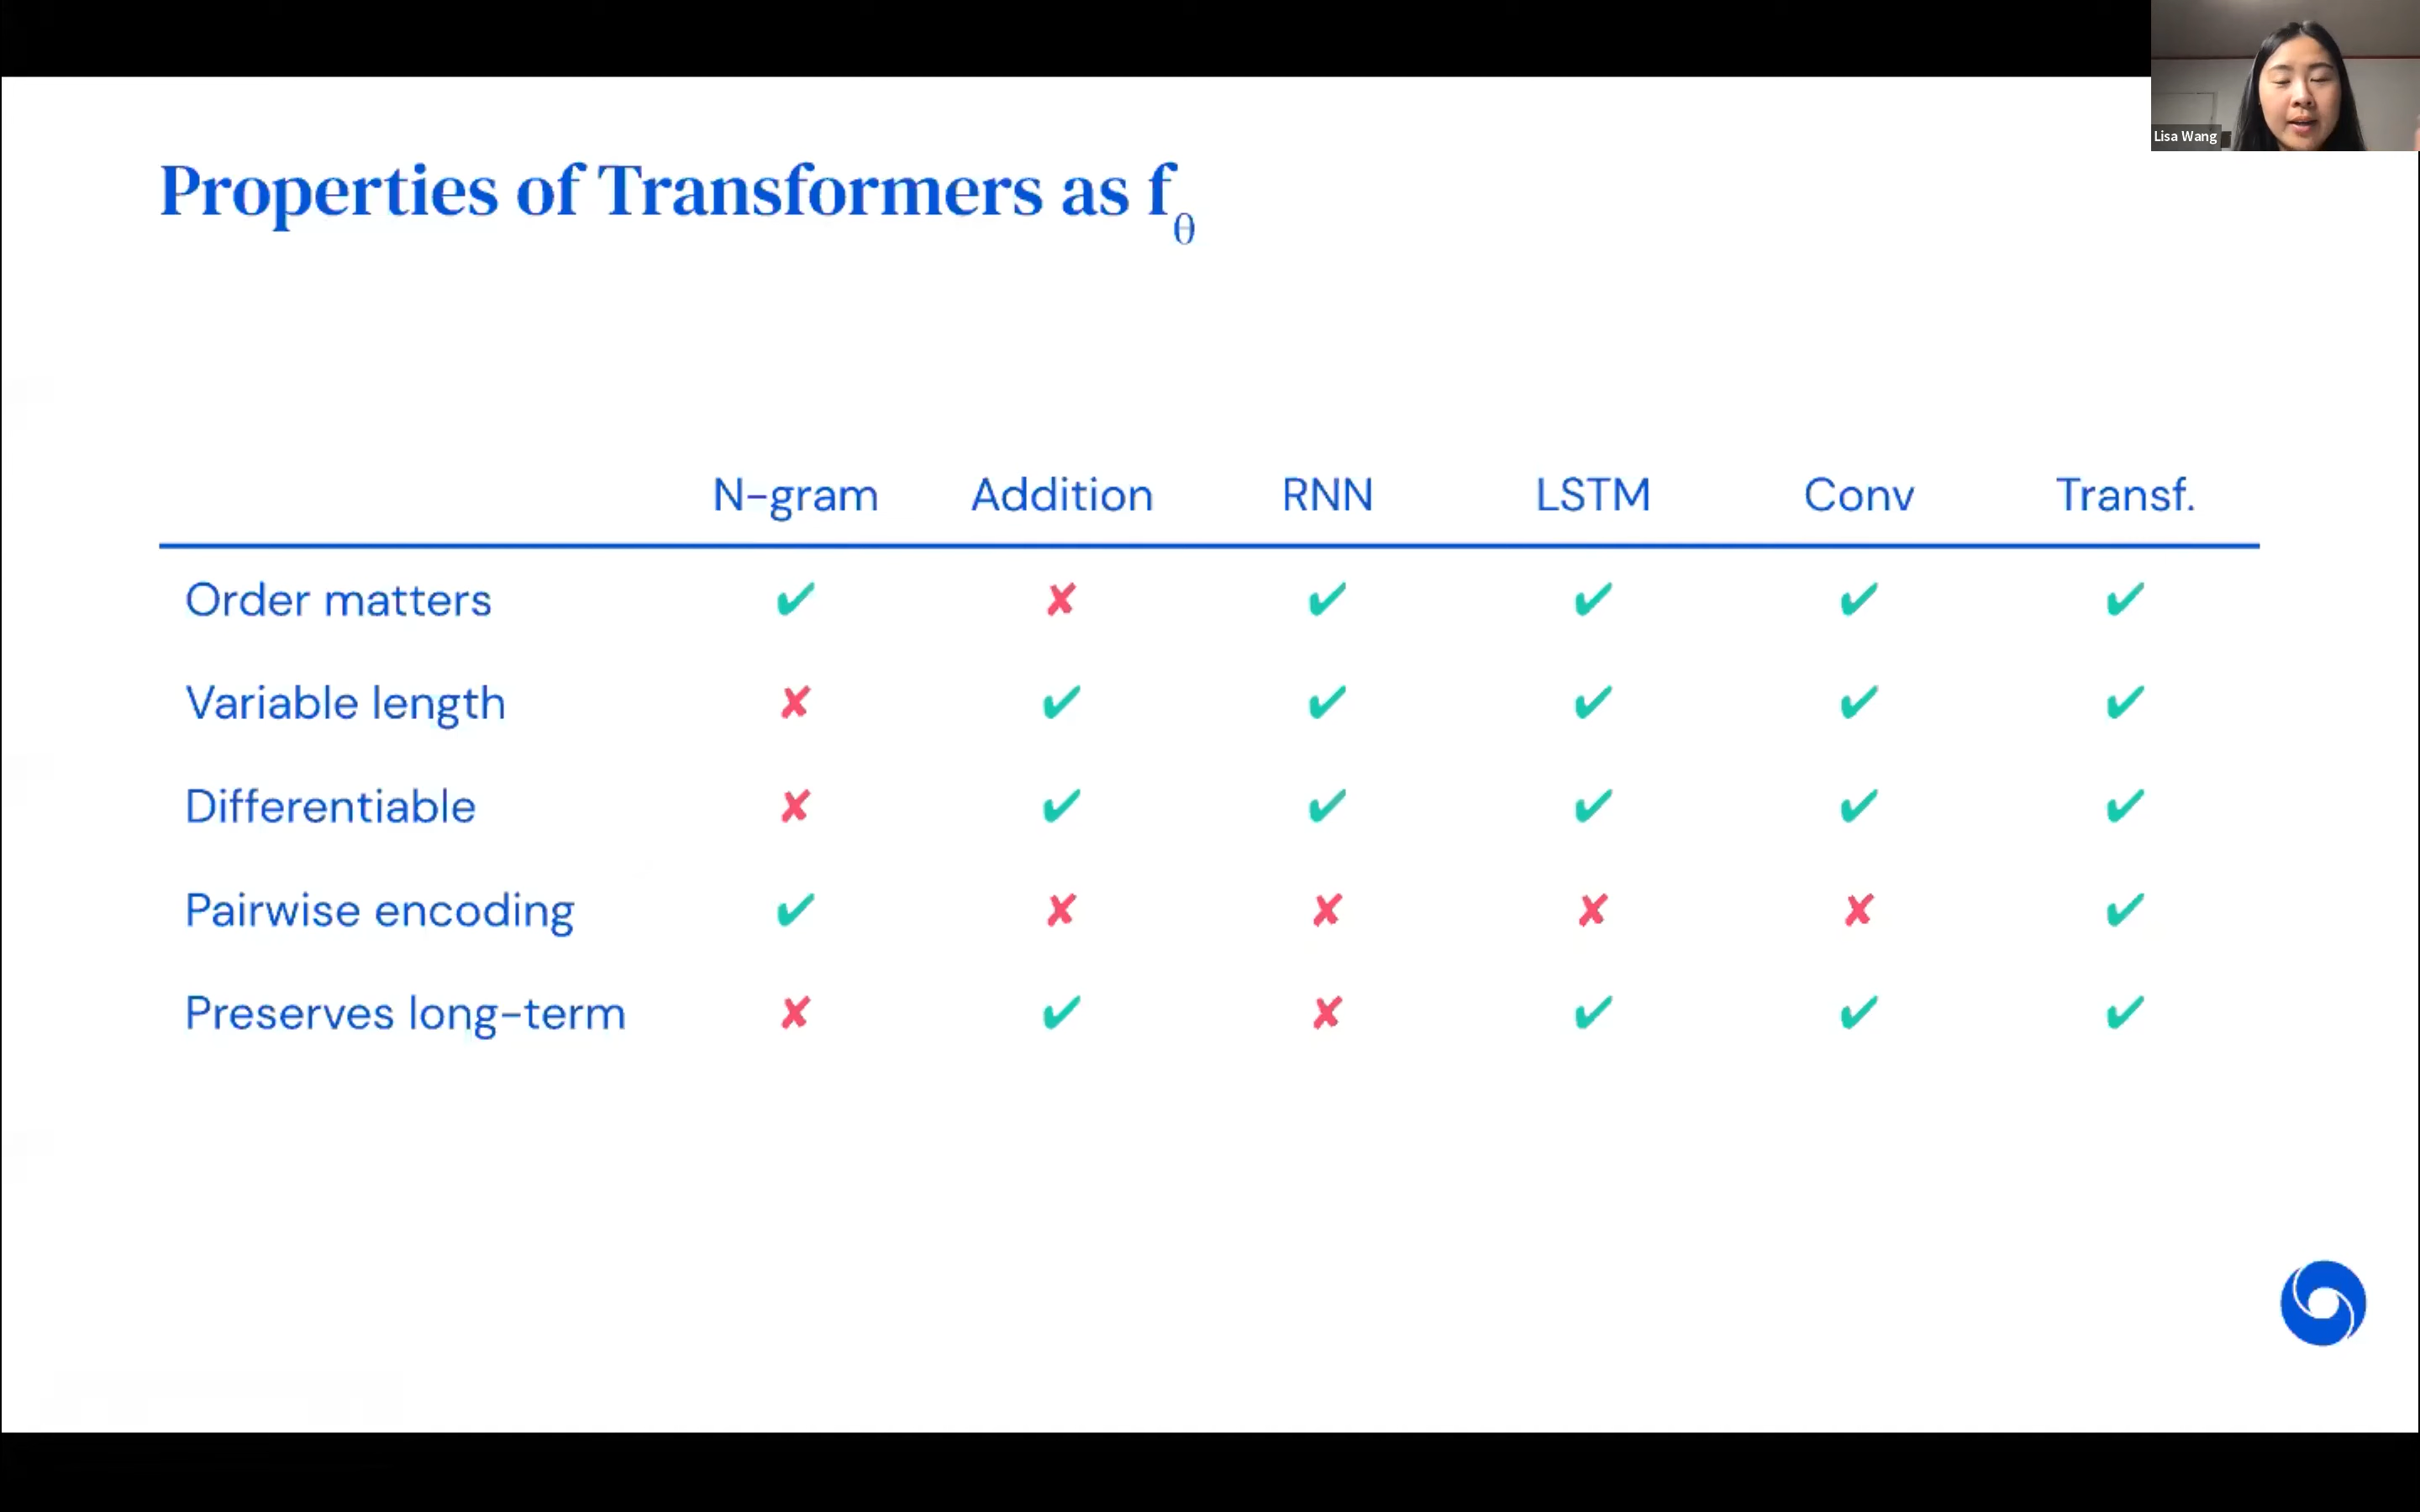 Lisa Wang
Properties of Transformers as fθ
N-gram Addition RNN LSTM Conv Transf.
Order matters ✔ ✘ ✔ ✔ ✔ ✔
Variable length ✘ ✔ ✔ ✔ ✔ ✔
Differentiable ✘ ✔ ✔ ✔ ✔ ✔
Pairwise encoding ✔ ✘ ✘ ✘ ✘ ✔
Preserves long-term ✘ ✔ ✘ ✔ ✔ ✔